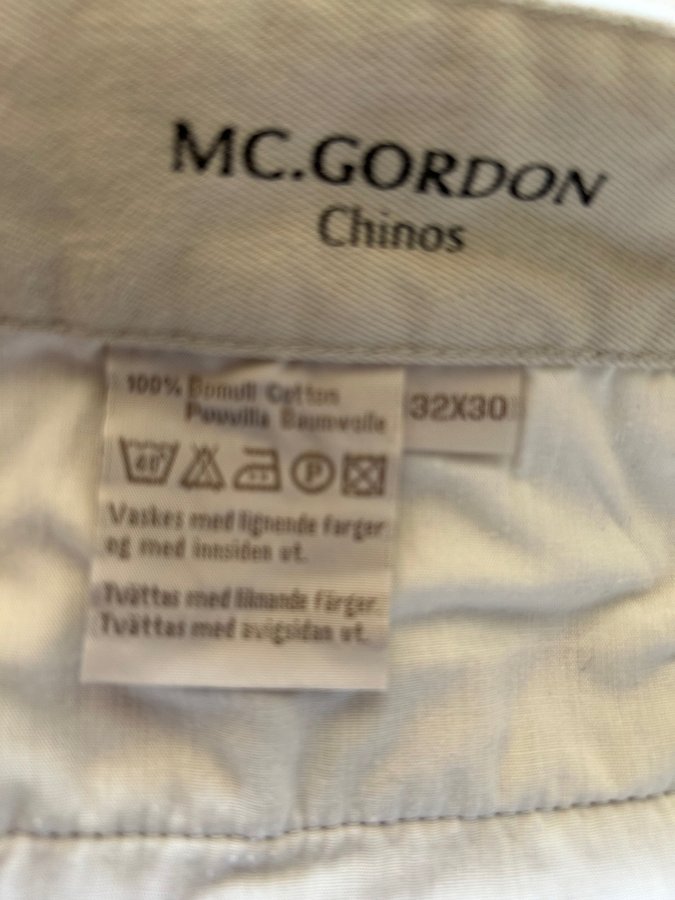 MC.GORDON
Chinos
100% Bomull Cotton
Puuvilla Baumwolle
32X30
40°
P
Vaskes med lignende farger
og med innsiden ut.
Tvättas med liknande färger.
Tvättas med avigsidan ut.